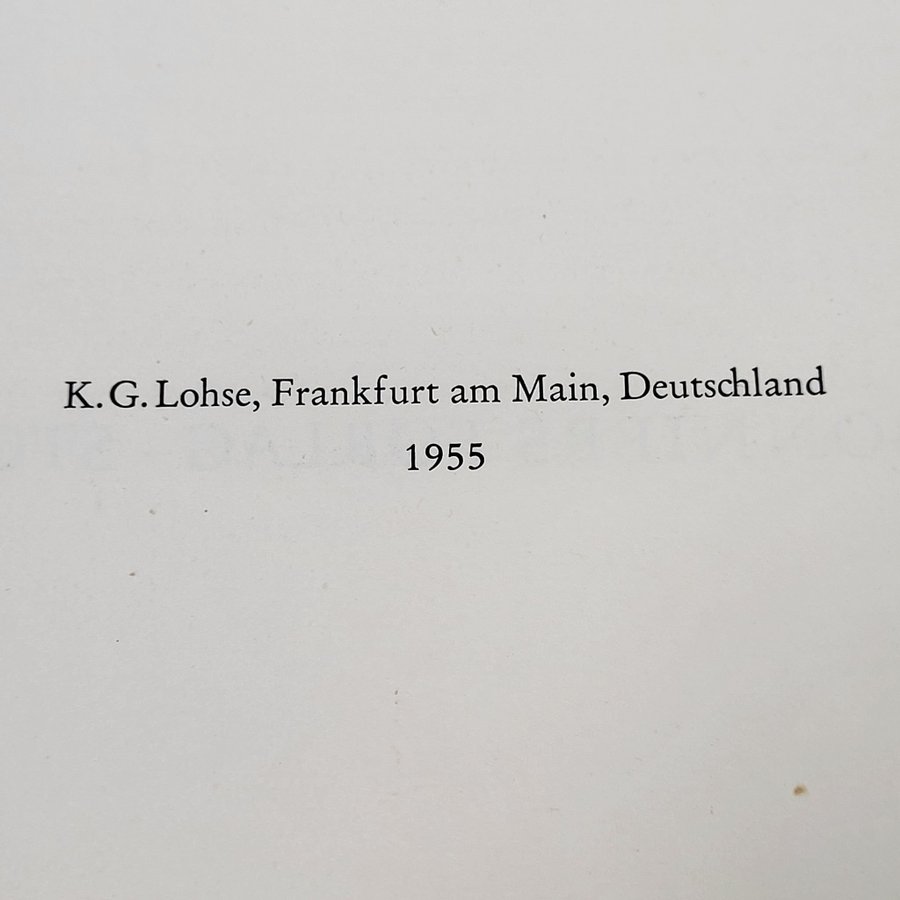 K. G. Lohse, Frankfurt am Main, Deutschland
1955